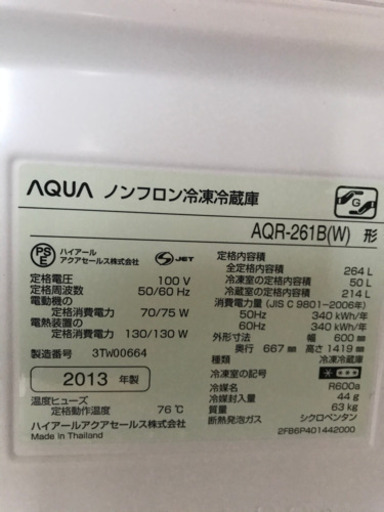 AQUA ノンフロン冷凍冷蔵庫
AQR-261B(W) 形
PS E
ハイアール
アクアセールス株式会社
JET
定格電圧 100 V
定格周波数 50/60 Hz
電動機の
定格消費電力 70/75 W
電熱装置の
定格消費電力 130/130 W
製造番号 3TW00664
2013 年製
温度ヒューズ
定格動作温度 76℃
ハイアールアクアセールス株式会社
Made in Thailand
G
定格内容積
全定格内容積 264 L
冷凍室の定格内容積 50 L
冷蔵室の定格内容積 214 L
消費電力量 (JIS C 9801−2006年)
50Hz 340 kWh/年
60Hz 340 kWh/年
外形寸法 幅 600 mm
奥行 667 mm 高さ 1419 mm
種類 冷凍冷蔵庫
冷凍室の記号
冷媒 R600a
冷媒封入量 44 g
質量 63 kg
断熱発泡ガス シクロペンタン
2FB6P401442000